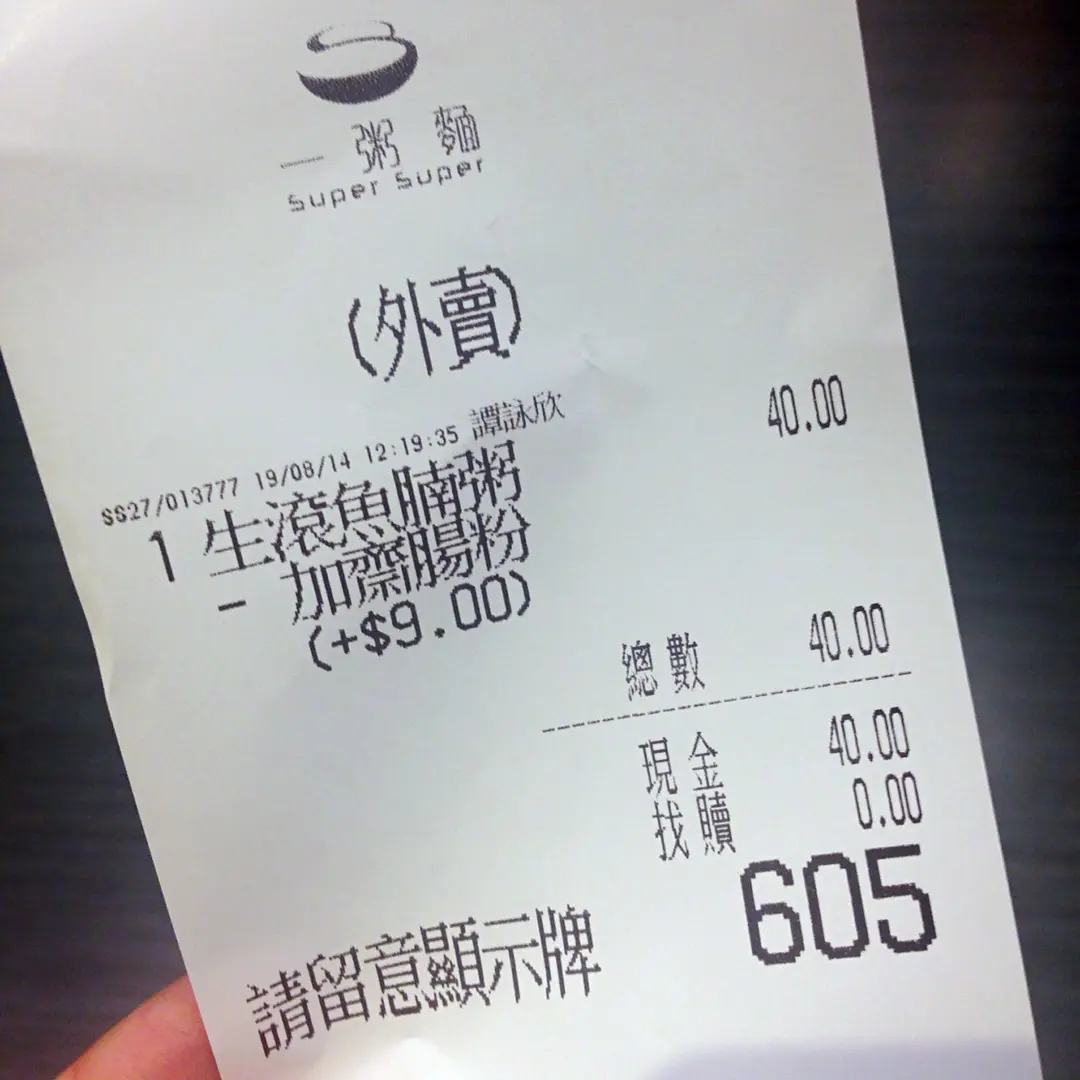 一粥麵
Super Super
(外賣)
SS27/013777 19/08/14 12:19:35 譚詠欣
1 生滾魚腩粥 40.00
- 加齋腸粉
(+$9.00)
總數 40.00
現金 40.00
找贖 0.00
605
請留意顯示牌